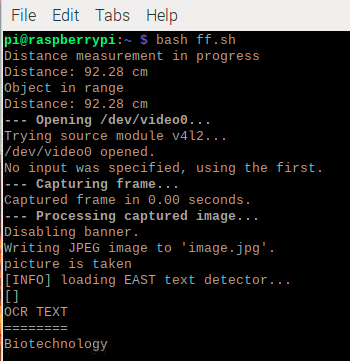 File Edit Tabs Help
pi@raspberrypi:~ $ bash ff.sh
Distance measurement in progress
Distance: 92.28 cm
Object in range
Distance: 92.28 cm
--- Opening /dev/video0...
Trying source module v4l2...
/dev/video0 opened.
No input was specified, using the first.
--- Capturing frame...
Captured frame in 0.00 seconds.
--- Processing captured image...
Disabling banner.
Writing JPEG image to 'image.jpg'.
picture is taken
[INFO] loading EAST text detector...
[]
OCR TEXT
========
Biotechnology